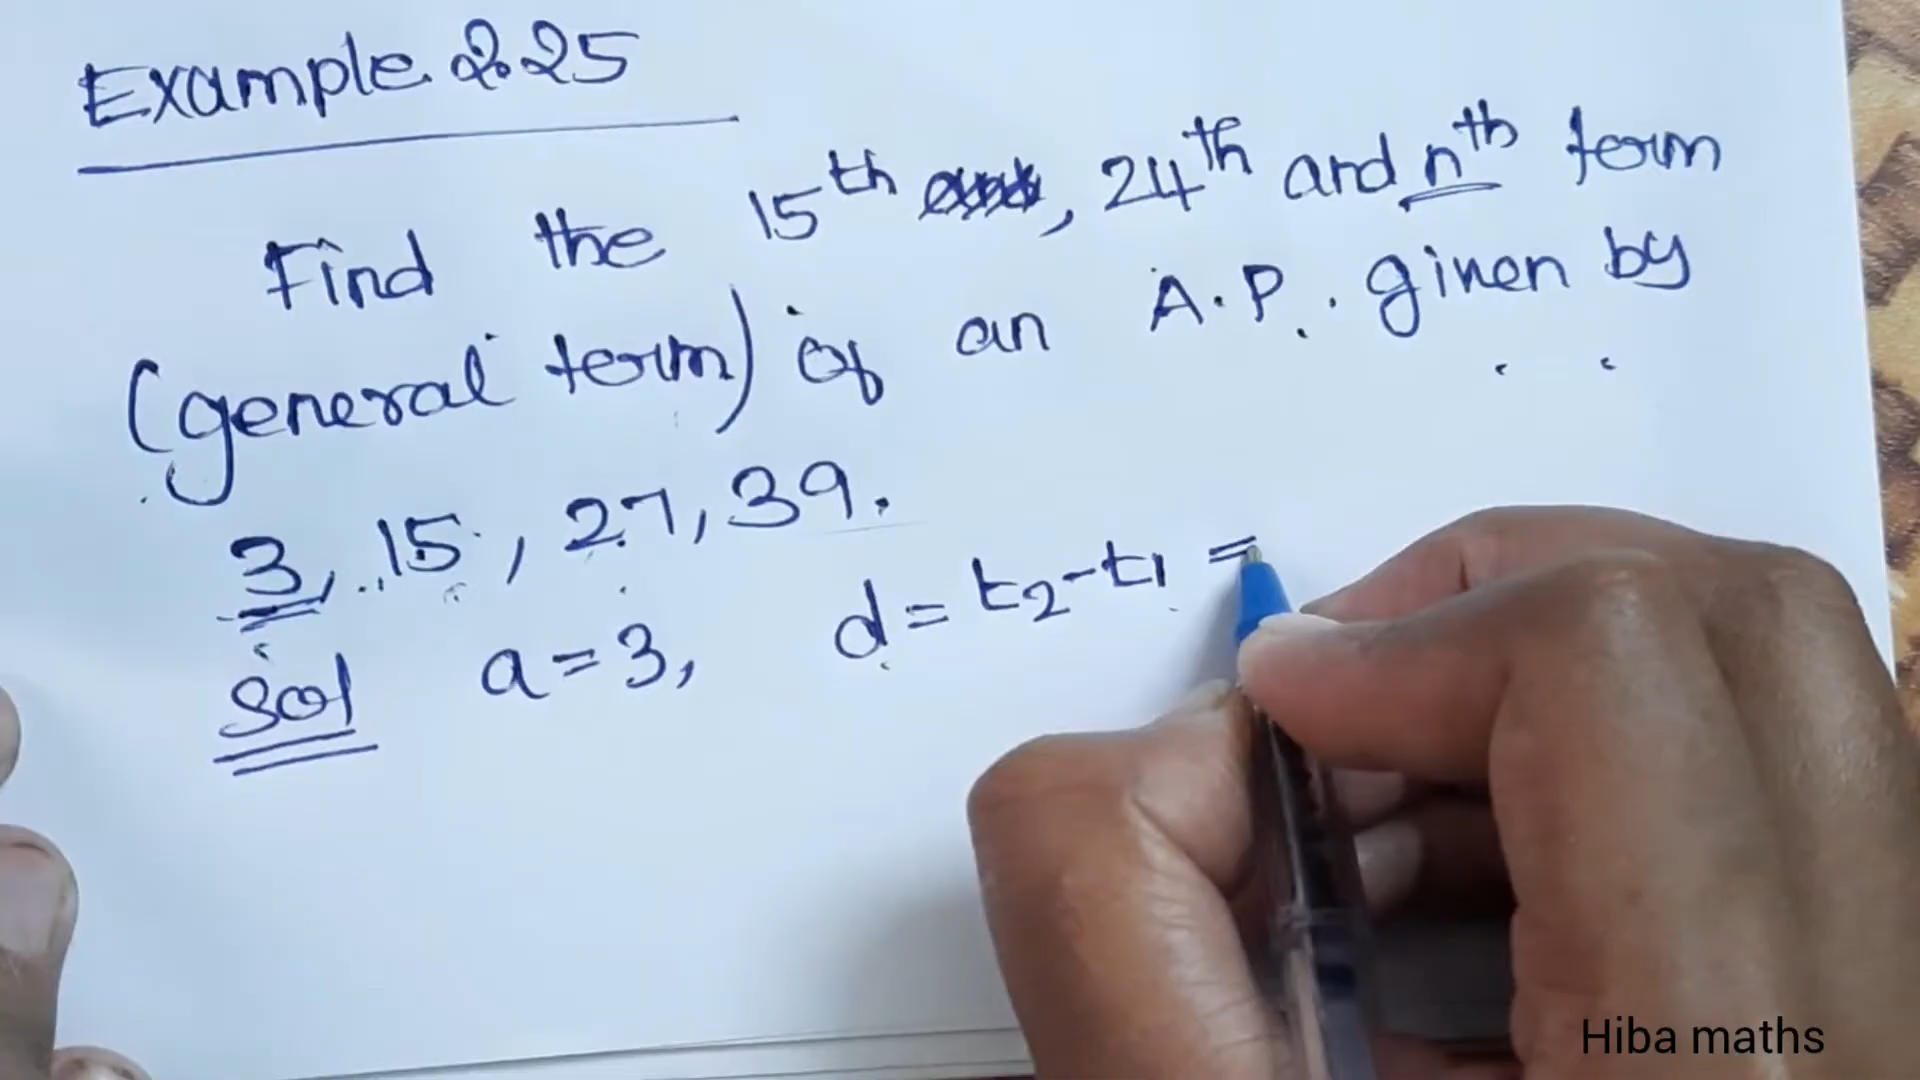 Example 2.25
Find the 15th , 24th and nth term
(general term) of an A.P. given by
3, 15, 27, 39.
Sol a = 3, d = t2 - t1 =
Hiba maths